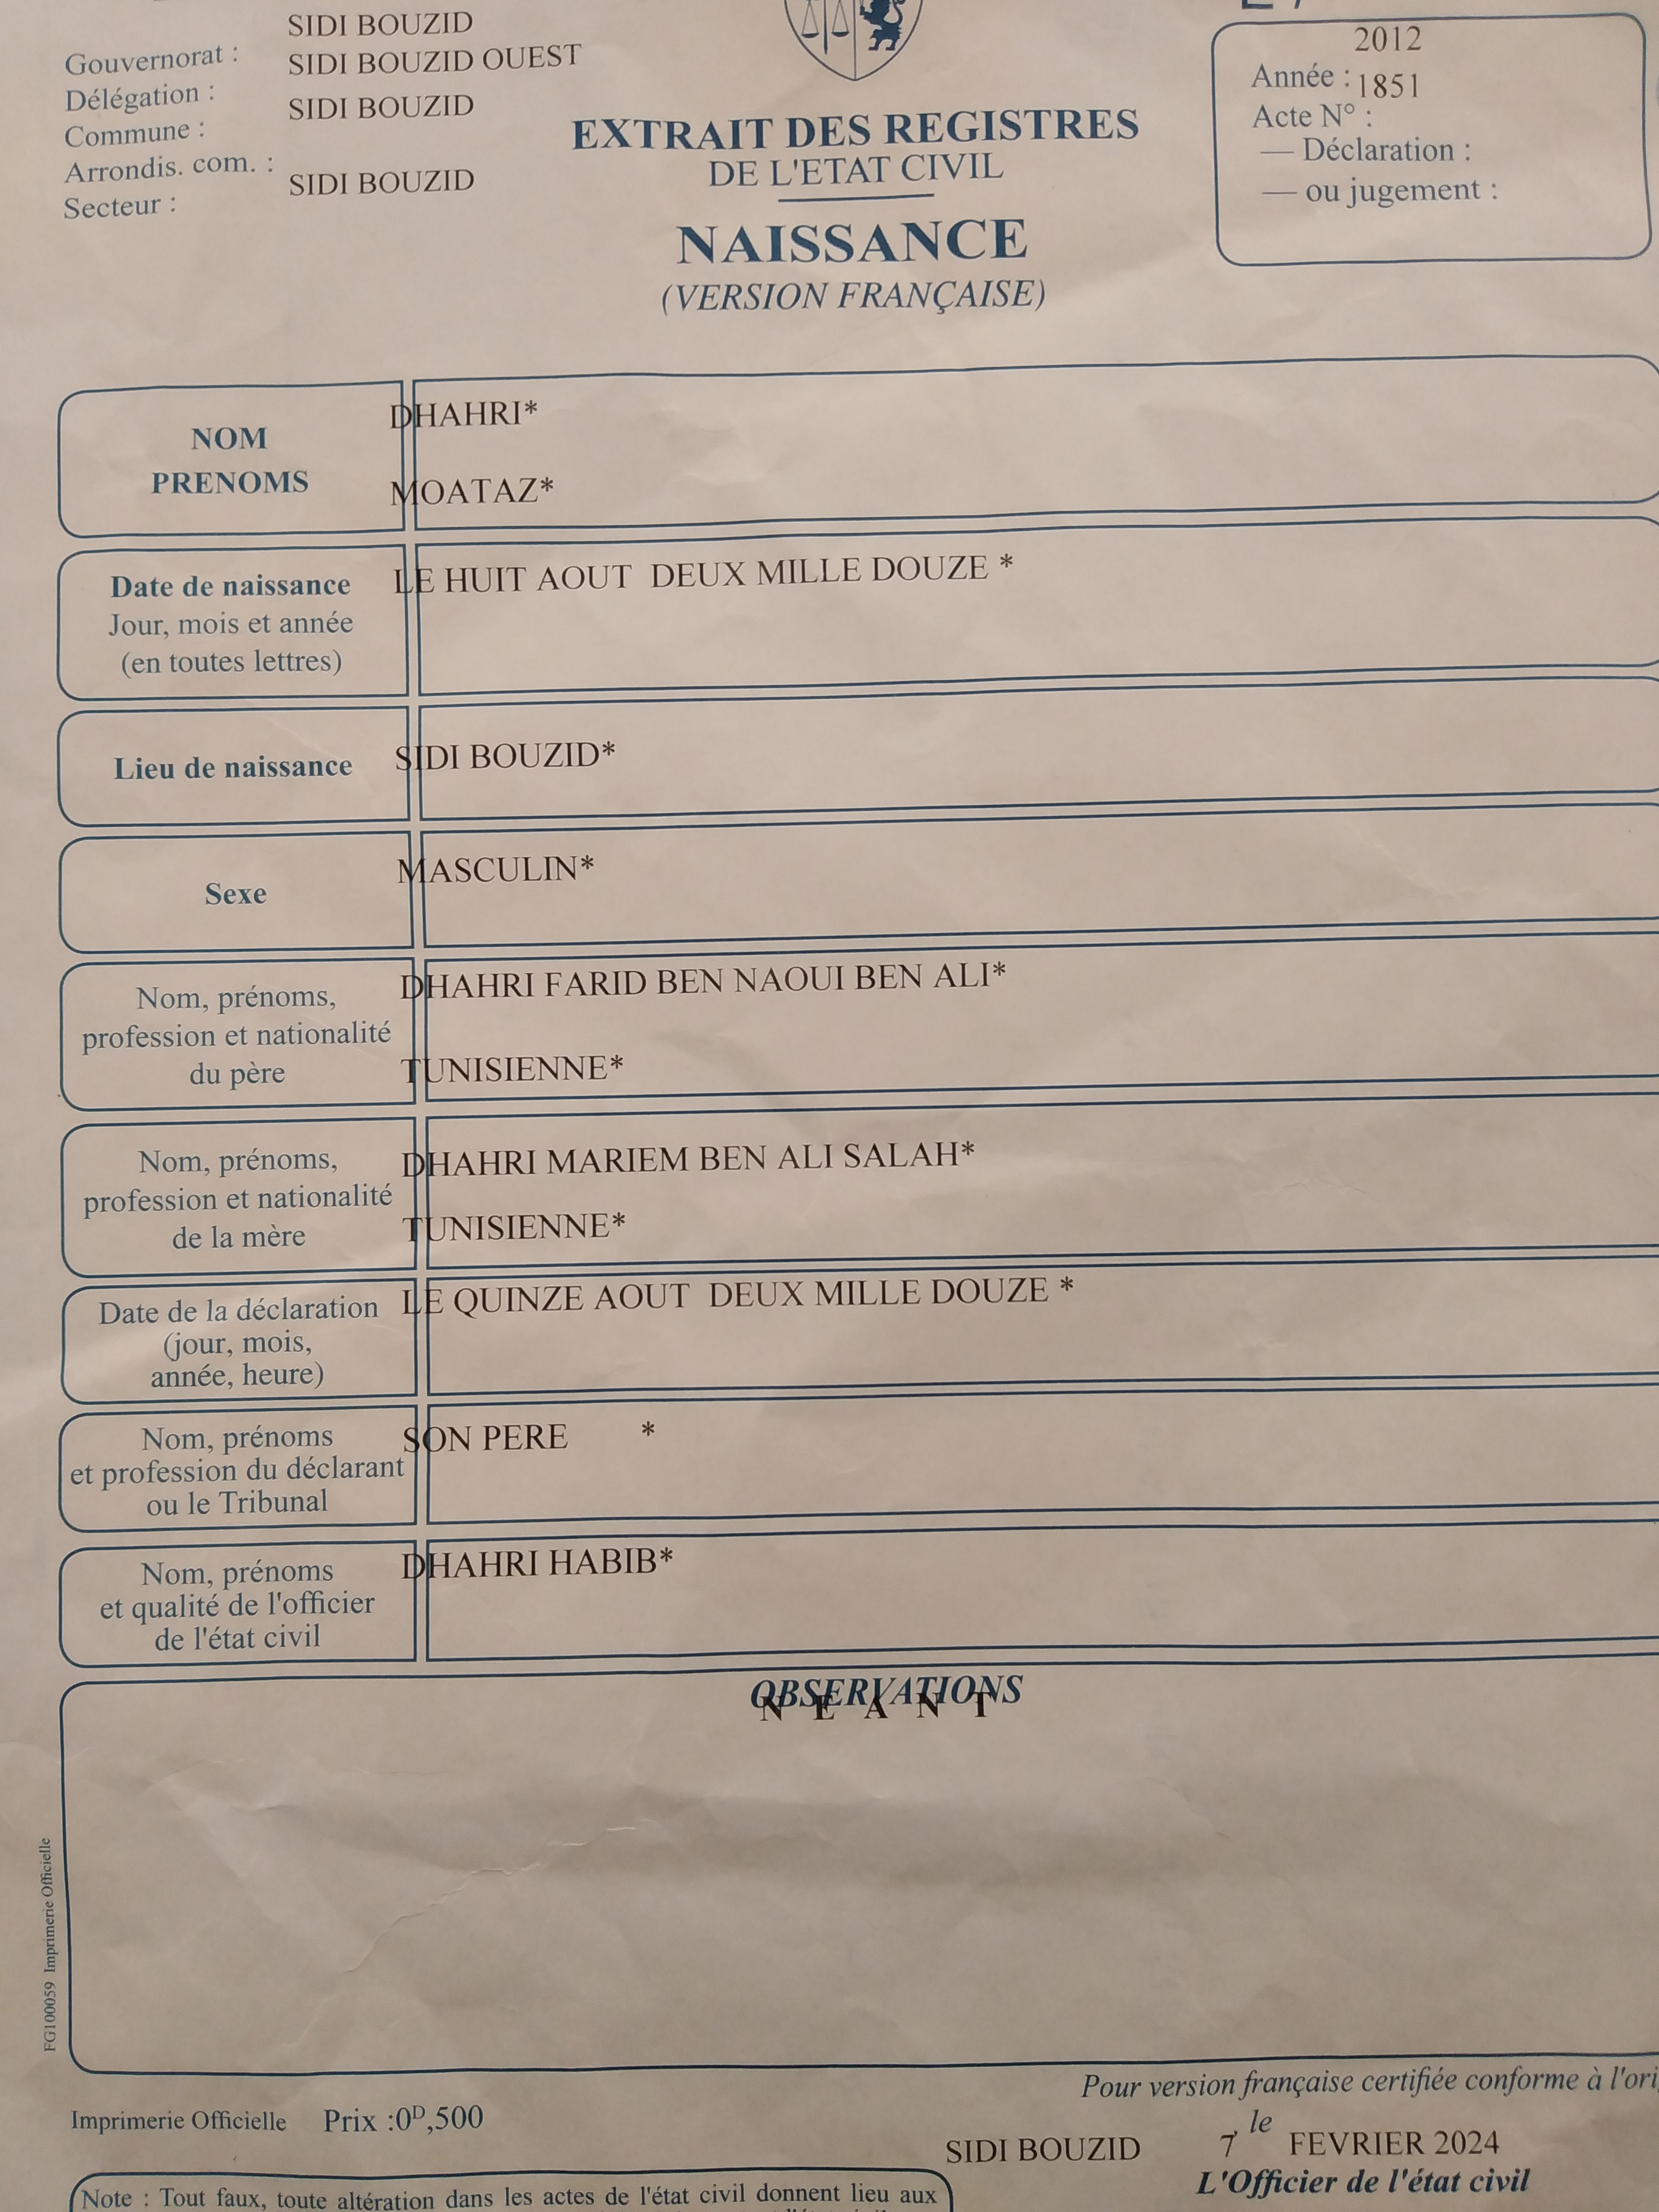 SIDI BOUZID
Gouvernorat : SIDI BOUZID OUEST
Délégation :
Commune : SIDI BOUZID
Arrondis. com. :
Secteur : SIDI BOUZID
EXTRAIT DES REGISTRES
DE L'ETAT CIVIL
NAISSANCE
(VERSION FRANÇAISE)
2012
Année : 1851
Acte N° :
— Déclaration :
— ou jugement :
NOM DHAHRI*
PRENOMS MOATAZ*
Date de naissance LE HUIT AOUT DEUX MILLE DOUZE *
Jour, mois et année
(en toutes lettres)
Lieu de naissance SIDI BOUZID*
Sexe MASCULIN*
Nom, prénoms, DHAHRI FARID BEN NAOUI BEN ALI*
profession et nationalité
du père TUNISIENNE*
Nom, prénoms, DHAHRI MARIEM BEN ALI SALAH*
profession et nationalité
de la mère TUNISIENNE*
Date de la déclaration LE QUINZE AOUT DEUX MILLE DOUZE *
(jour, mois,
année, heure)
Nom, prénoms SON PERE *
et profession du déclarant
ou le Tribunal
Nom, prénoms DHAHRI HABIB*
et qualité de l'officier
de l'état civil
OBSERVATIONS
N E A N T
FG100059 Imprimerie Officielle
Pour version française certifiée conforme à l'ori
Imprimerie Officielle Prix :0D,500
SIDI BOUZID 7 le FEVRIER 2024
L'Officier de l'état civil
Note : Tout faux, toute altération dans les actes de l'état civil donnent lieu aux